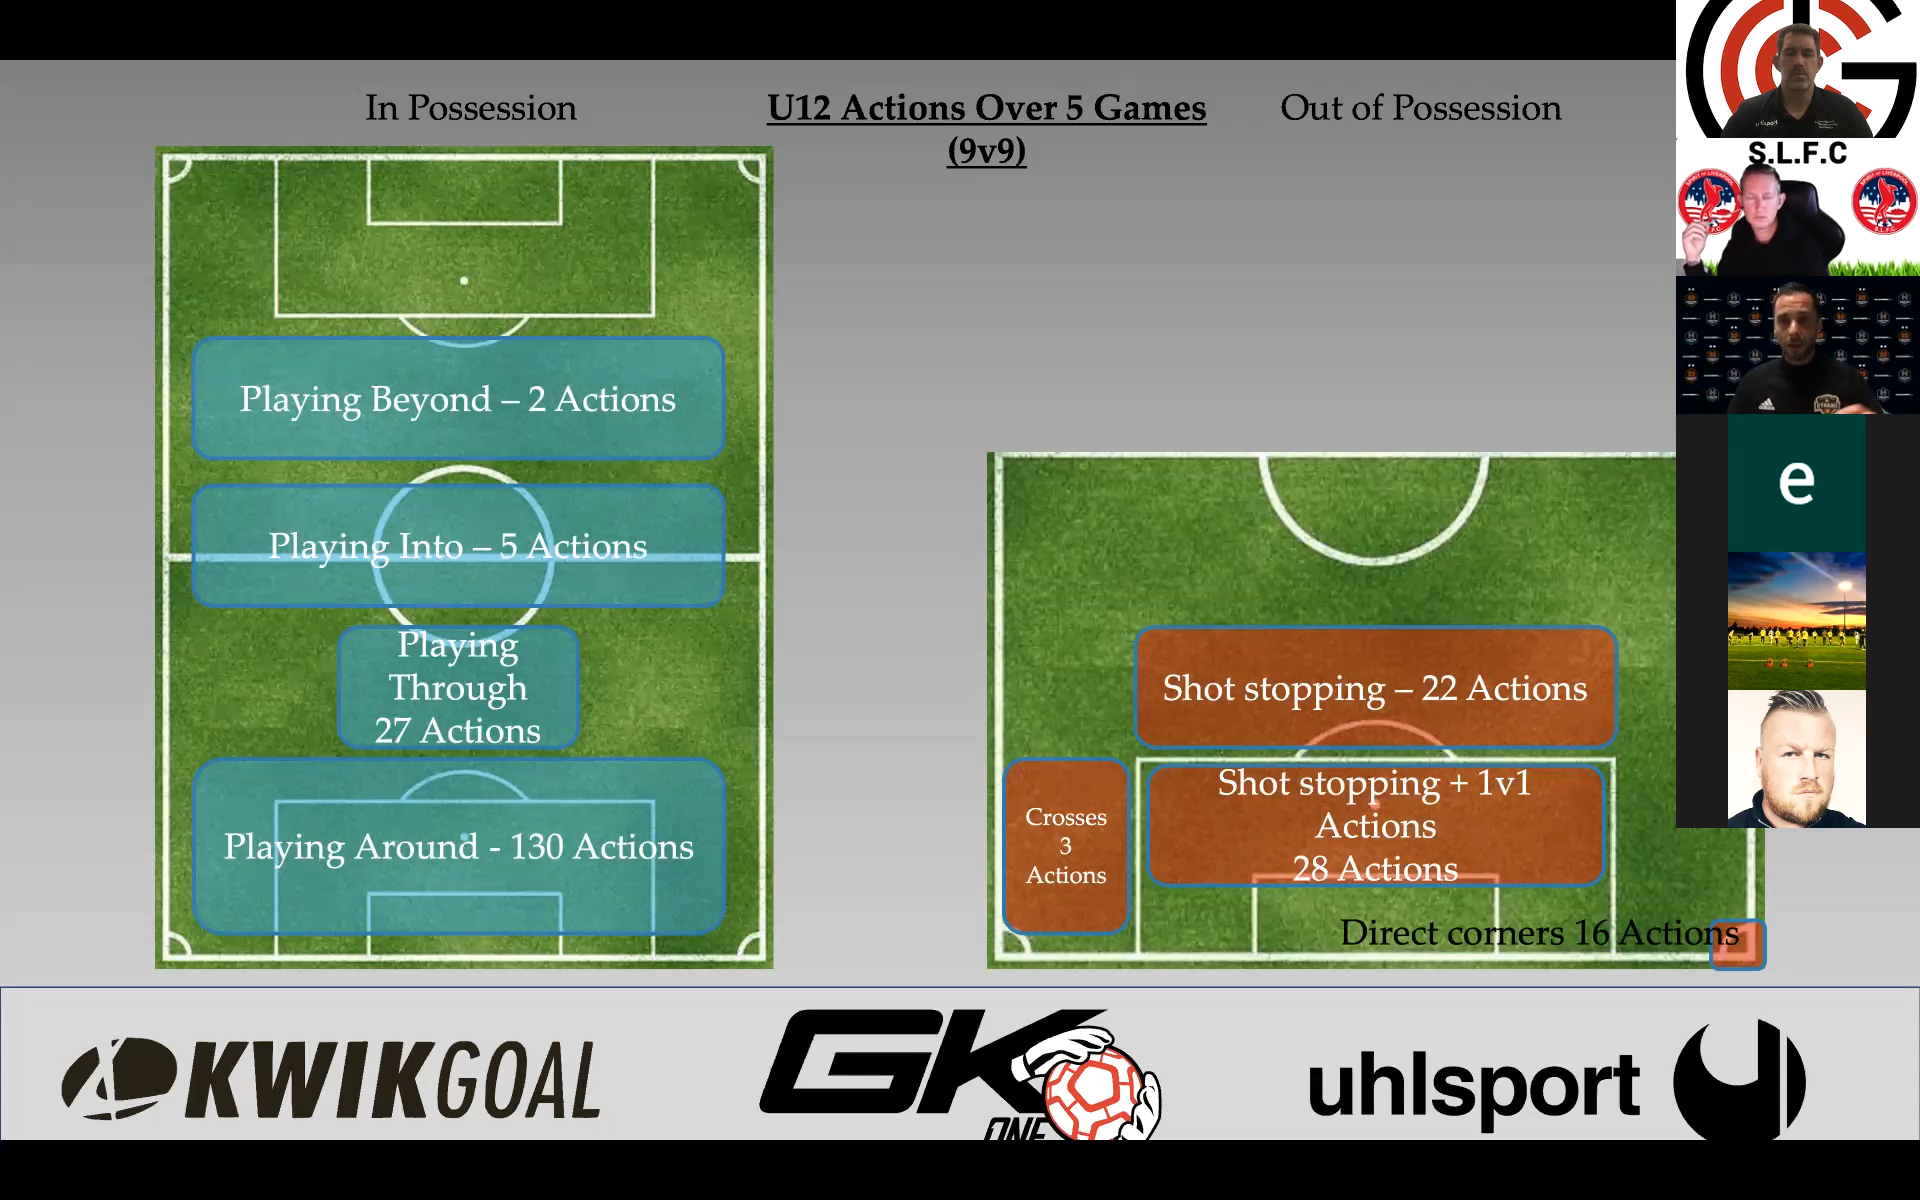 In Possession
U12 Actions Over 5 Games
(9v9)
Out of Possession
Playing Beyond – 2 Actions
Playing Into – 5 Actions
Playing
Through
27 Actions
Playing Around - 130 Actions
Shot stopping – 22 Actions
Shot stopping + 1v1
Actions
28 Actions
Crosses
3
Actions
Direct corners 16 Actions
KWIKGOAL
GK
ONE
uhlsport
S.L.F.C
e